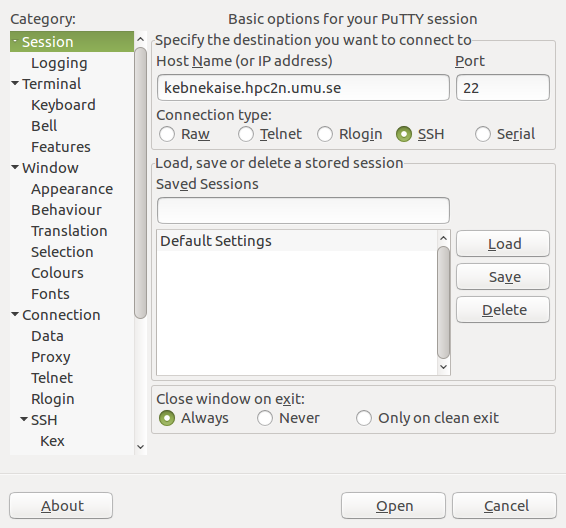 Category:
Basic options for your PuTTY session
Session
Logging
Terminal
Keyboard
Bell
Features
Window
Appearance
Behaviour
Translation
Selection
Colours
Fonts
Connection
Data
Proxy
Telnet
Rlogin
SSH
Kex
Specify the destination you want to connect to
Host Name (or IP address) Port
kebnekaise.hpc2n.umu.se 22
Connection type:
Raw Telnet Rlogin SSH Serial
Load, save or delete a stored session
Saved Sessions
Default Settings
Load
Save
Delete
Close window on exit:
Always Never Only on clean exit
About Open Cancel